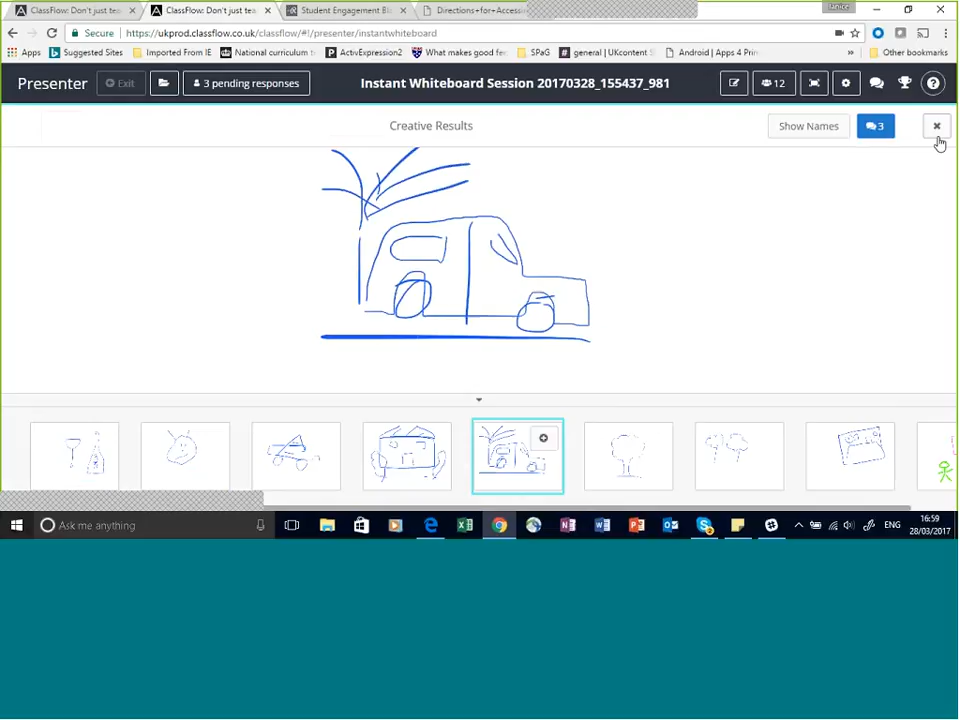 ClassFlow: Don't just tea ClassFlow: Don't just tea Student Engagement Bl Directions+for+Access janice
Secure https://ukprod.classflow.co.uk/classflow/#!/presenter/instantwhiteboard
Apps Suggested Sites Imported From IE National curriculum ActivExpression2 What makes good fee SPaG general | UKcontent Android | Apps 4 Prim » Other bookmarks
Presenter Exit 3 pending responses Instant Whiteboard Session 20170328_155437_981 12
Creative Results Show Names 3
Ask me anything ENG 16:59
28/03/2017